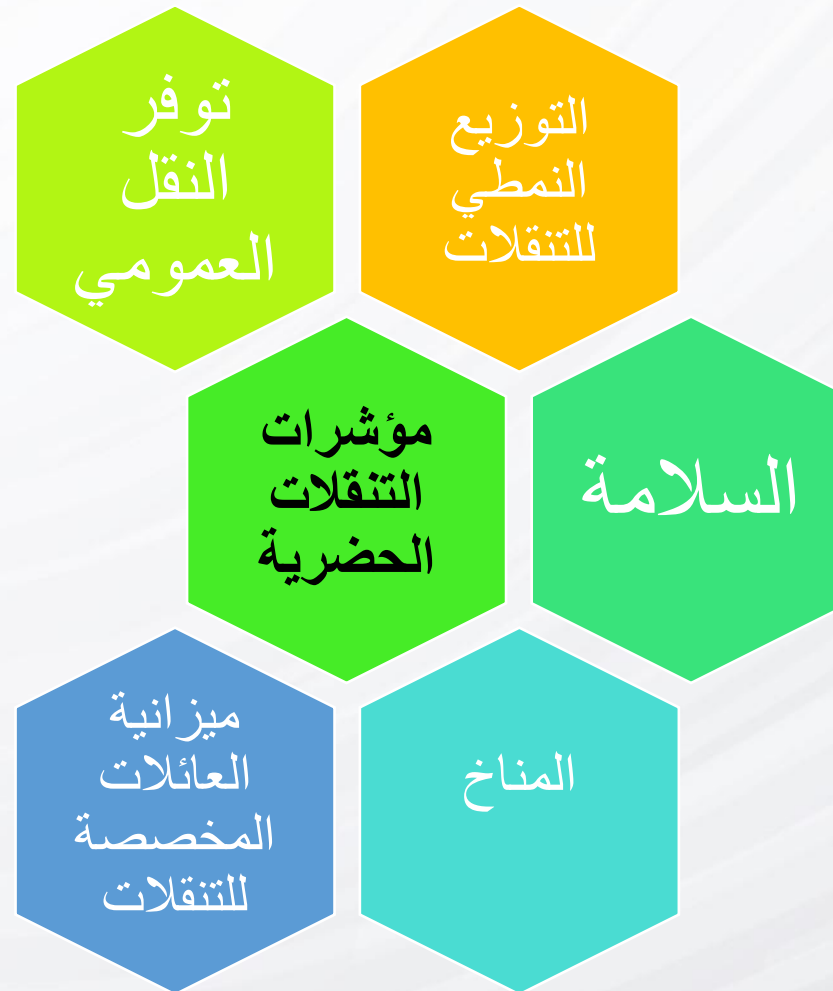 التوزيع
النمطي
للتنقلات
توفر
النقل
العمومي
السلامة
مؤشرات
التنقلات
الحضرية
المناخ
ميزانية
العائلات
المخصصة
للتنقلات